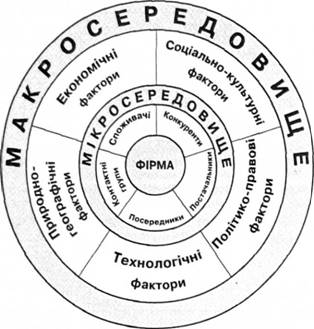 МАКРОСЕРЕДОВИЩЕ
Економічні
фактори
Соціально-культурні
фактори
Політико-правові
фактори
Технологічні
фактори
Природно-
географічні
фактори
МІКРОСЕРЕДОВИЩЕ
Споживачі
Конкуренти
Постачальники
Посередники
Контактні
групи
ФІРМА